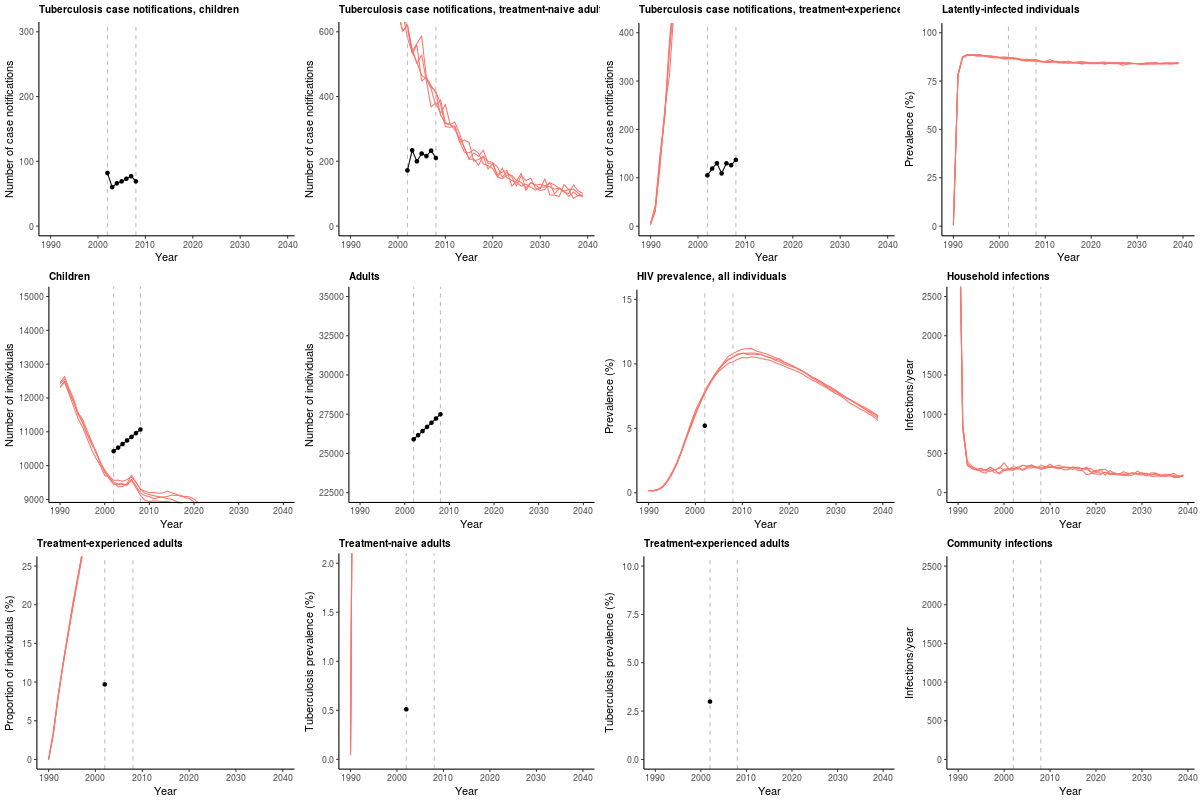 Tuberculosis case notifications, children
Number of case notifications
300
200
100
0
1990 2000 2010 2020 2030 2040
Year
Tuberculosis case notifications, treatment-naive adul
Number of case notifications
600
400
200
0
1990 2000 2010 2020 2030 2040
Year
Tuberculosis case notifications, treatment-experience
Number of case notifications
400
300
200
100
0
1990 2000 2010 2020 2030 2040
Year
Latently-infected individuals
Prevalence (%)
100
75
50
25
0
1990 2000 2010 2020 2030 2040
Year
Children
Number of individuals
15000
14000
13000
12000
11000
10000
9000
1990 2000 2010 2020 2030 2040
Year
Adults
Number of individuals
35000
32500
30000
27500
25000
22500
1990 2000 2010 2020 2030 2040
Year
HIV prevalence, all individuals
Prevalence (%)
15
10
5
0
1990 2000 2010 2020 2030 2040
Year
Household infections
Infections/year
2500
2000
1500
1000
500
0
1990 2000 2010 2020 2030 2040
Year
Treatment-experienced adults
Proportion of individuals (%)
25
20
15
10
5
0
1990 2000 2010 2020 2030 2040
Year
Treatment-naive adults
Tuberculosis prevalence (%)
2.0
1.5
1.0
0.5
0.0
1990 2000 2010 2020 2030 2040
Year
Treatment-experienced adults
Tuberculosis prevalence (%)
10.0
7.5
5.0
2.5
0.0
1990 2000 2010 2020 2030 2040
Year
Community infections
Infections/year
2500
2000
1500
1000
500
0
1990 2000 2010 2020 2030 2040
Year